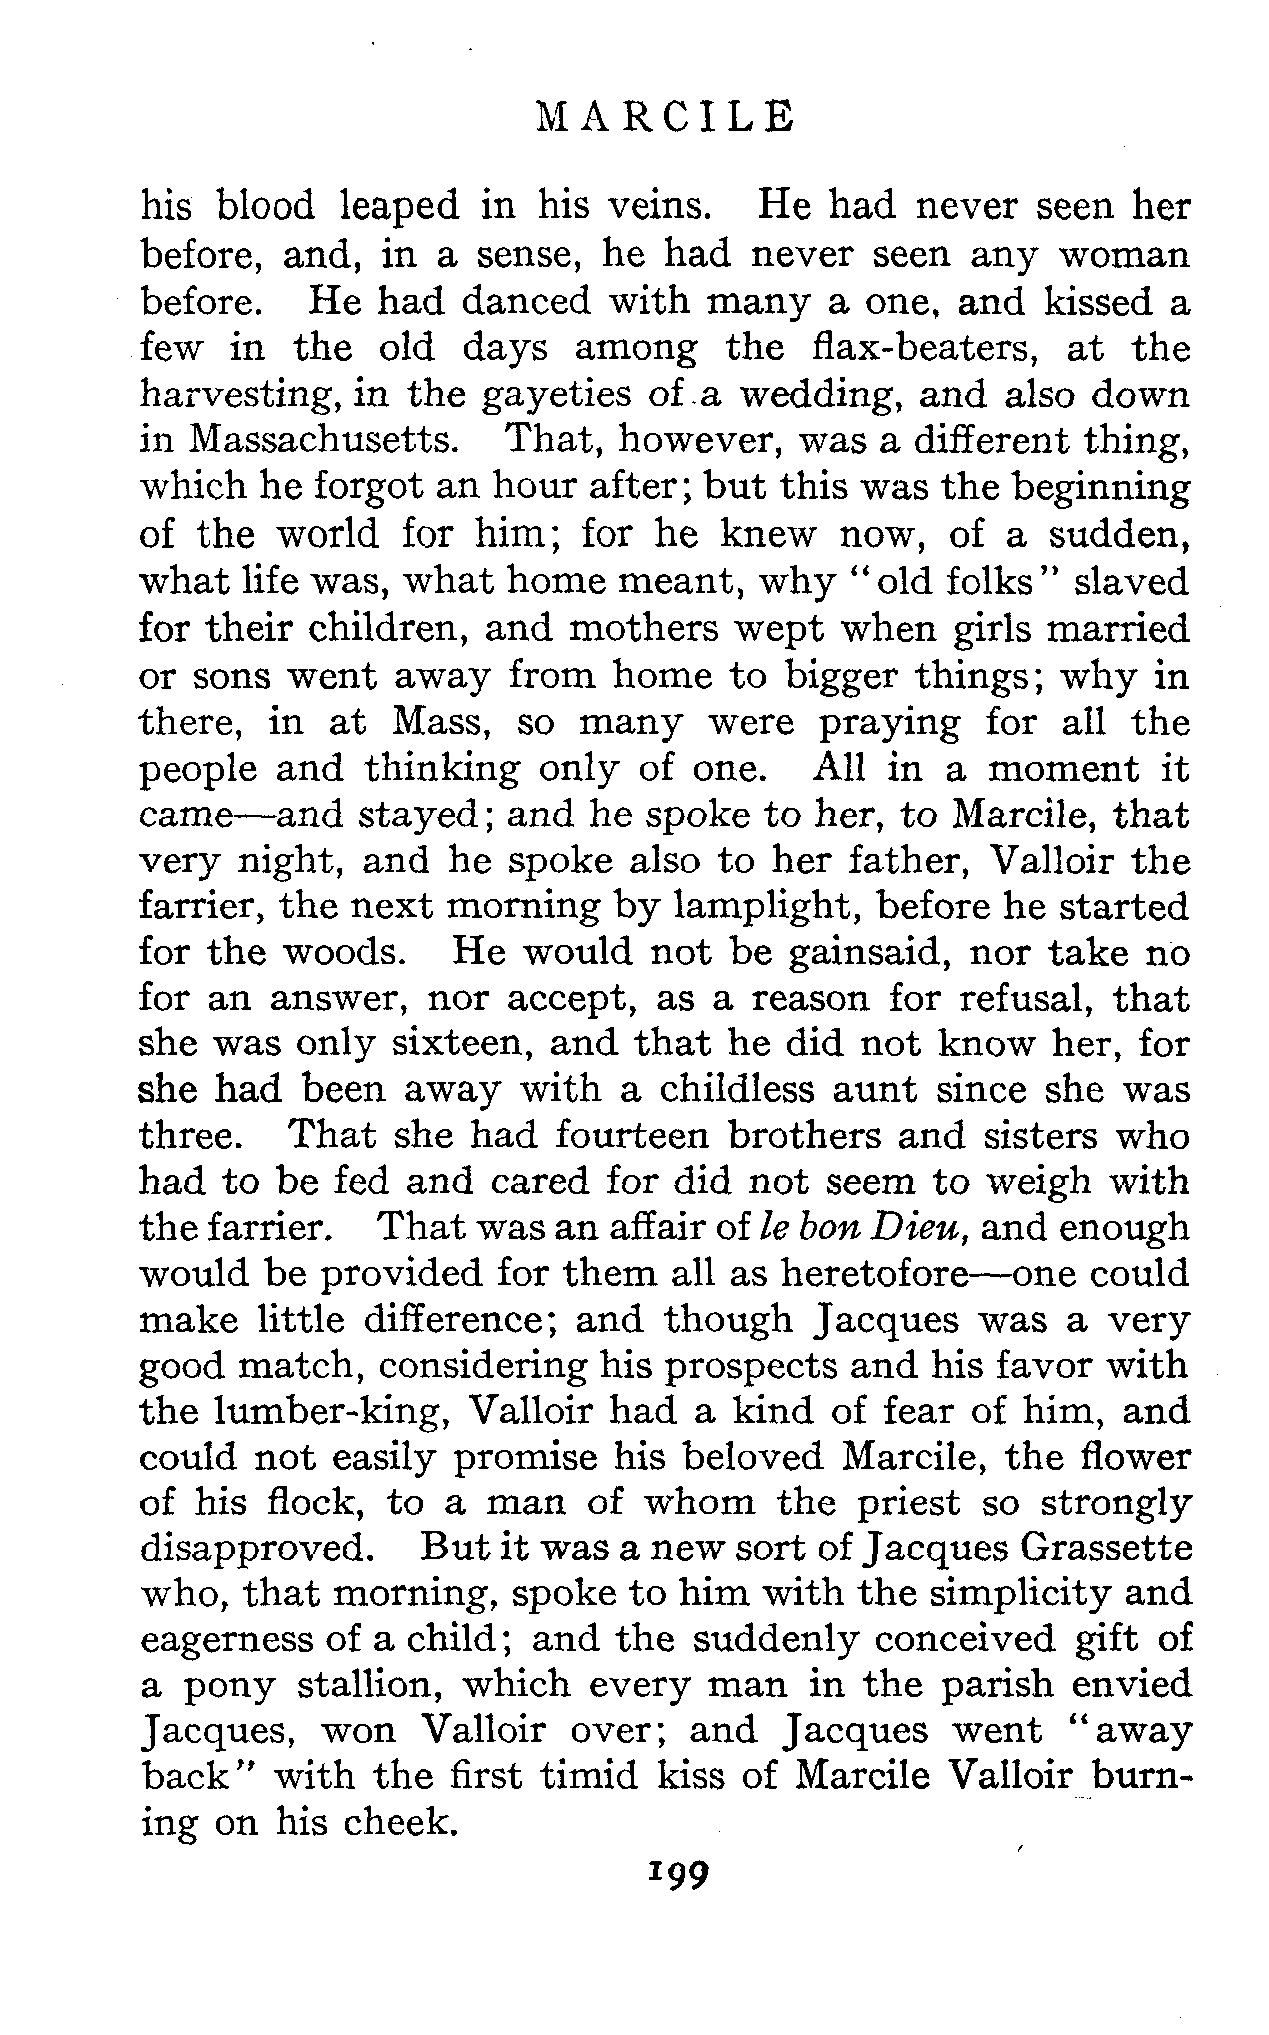 MARCILE
his blood leaped in his veins. He had never seen her
before, and, in a sense, he had never seen any woman
before. He had danced with many a one, and kissed a
few in the old days among the flax-beaters, at the
harvesting, in the gayeties of a wedding, and also down
in Massachusetts. That, however, was a different thing,
which he forgot an hour after; but this was the beginning
of the world for him; for he knew now, of a sudden,
what life was, what home meant, why "old folks" slaved
for their children, and mothers wept when girls married
or sons went away from home to bigger things; why in
there, in at Mass, so many were praying for all the
people and thinking only of one. All in a moment it
came—and stayed; and he spoke to her, to Marcile, that
very night, and he spoke also to her father, Valloir the
farrier, the next morning by lamplight, before he started
for the woods. He would not be gainsaid, nor take no
for an answer, nor accept, as a reason for refusal, that
she was only sixteen, and that he did not know her, for
she had been away with a childless aunt since she was
three. That she had fourteen brothers and sisters who
had to be fed and cared for did not seem to weigh with
the farrier. That was an affair of le bon Dieu, and enough
would be provided for them all as heretofore—one could
make little difference; and though Jacques was a very
good match, considering his prospects and his favor with
the lumber-king, Valloir had a kind of fear of him, and
could not easily promise his beloved Marcile, the flower
of his flock, to a man of whom the priest so strongly
disapproved. But it was a new sort of Jacques Grassette
who, that morning, spoke to him with the simplicity and
eagerness of a child; and the suddenly conceived gift of
a pony stallion, which every man in the parish envied
Jacques, won Valloir over; and Jacques went "away
back" with the first timid kiss of Marcile Valloir burn-
ing on his cheek.
199